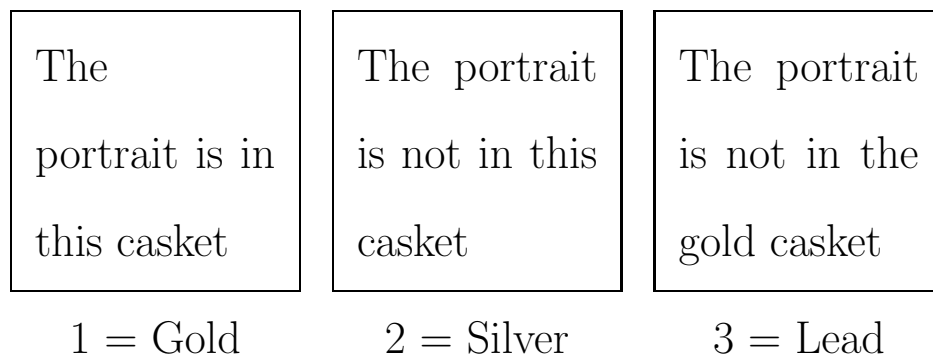 The
portrait is in
this casket
1 = Gold
The portrait
is not in this
casket
2 = Silver
The portrait
is not in the
gold casket
3 = Lead